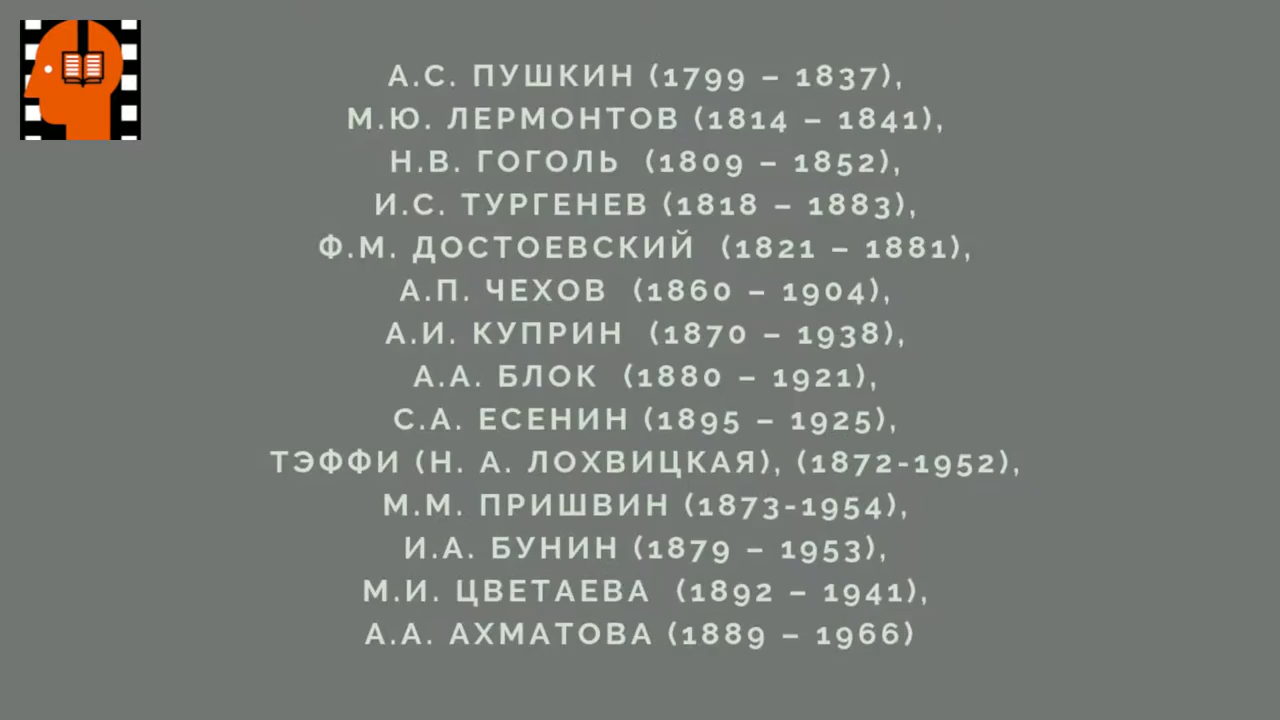 А.С. ПУШКИН (1799 – 1837),
М.Ю. ЛЕРМОНТОВ (1814 – 1841),
Н.В. ГОГОЛЬ (1809 – 1852),
И.С. ТУРГЕНЕВ (1818 – 1883),
Ф.М. ДОСТОЕВСКИЙ (1821 – 1881),
А.П. ЧЕХОВ (1860 – 1904),
А.И. КУПРИН (1870 – 1938),
А.А. БЛОК (1880 – 1921),
С.А. ЕСЕНИН (1895 – 1925),
ТЭФФИ (Н. А. ЛОХВИЦКАЯ), (1872-1952),
М.М. ПРИШВИН (1873-1954),
И.А. БУНИН (1879 – 1953),
М.И. ЦВЕТАЕВА (1892 – 1941),
А.А. АХМАТОВА (1889 – 1966)